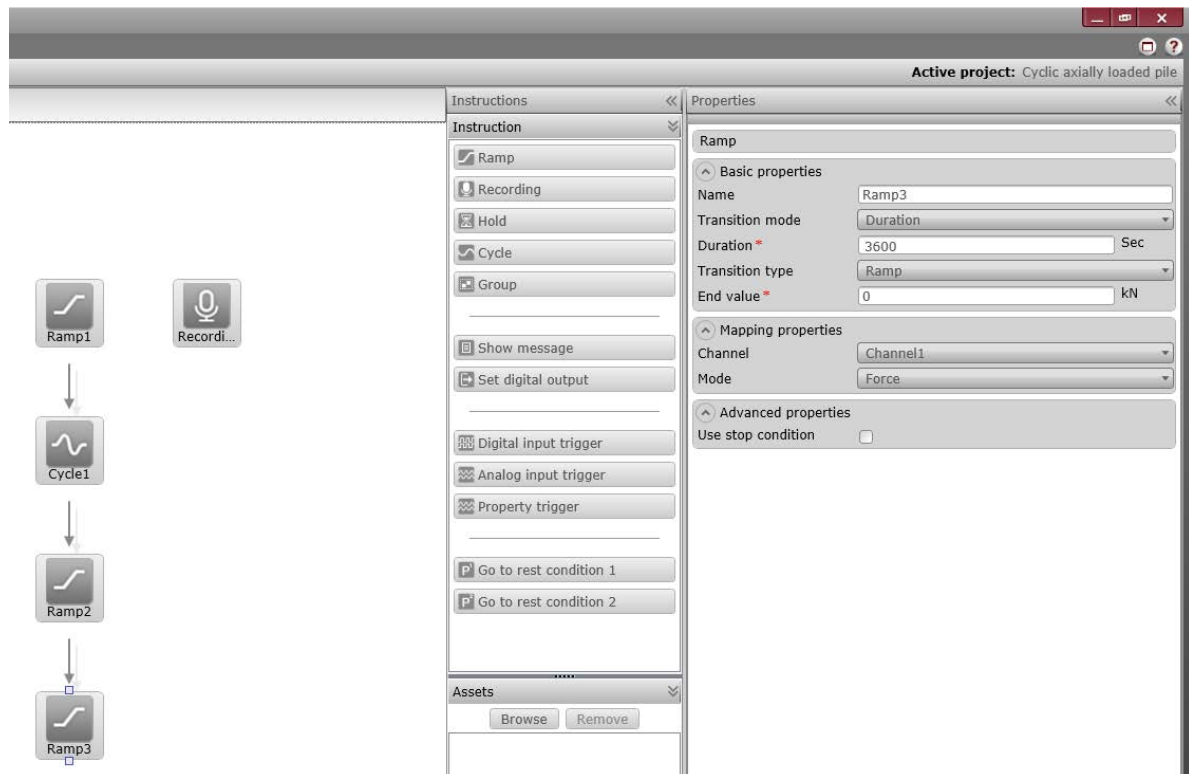 Active project: Cyclic axially loaded pile
Ramp1
Recordi...
Cycle1
Ramp2
Ramp3
Instructions
Instruction
Ramp
Recording
Hold
Cycle
Group
Show message
Set digital output
Digital input trigger
Analog input trigger
Property trigger
Go to rest condition 1
Go to rest condition 2
Assets
Browse Remove
Properties
Ramp
Basic properties
Name Ramp3
Transition mode Duration
Duration * 3600 Sec
Transition type Ramp
End value * 0 kN
Mapping properties
Channel Channel1
Mode Force
Advanced properties
Use stop condition